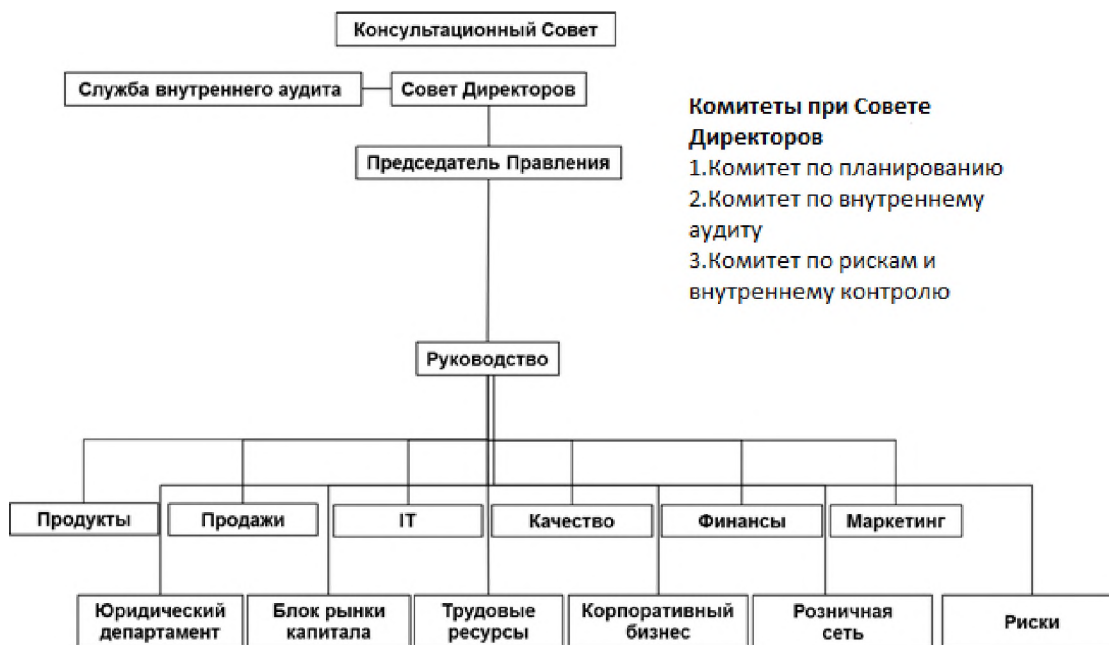 Консультационный Совет
Служба внутреннего аудита
Совет Директоров
Комитеты при Совете
Директоров
1.Комитет по планированию
2.Комитет по внутреннему
аудиту
3.Комитет по рискам и
внутреннему контролю
Председатель Правления
Руководство
Продукты
Продажи
IT
Качество
Финансы
Маркетинг
Юридический
департамент
Блок рынки
капитала
Трудовые
ресурсы
Корпоративный
бизнес
Розничная
сеть
Риски